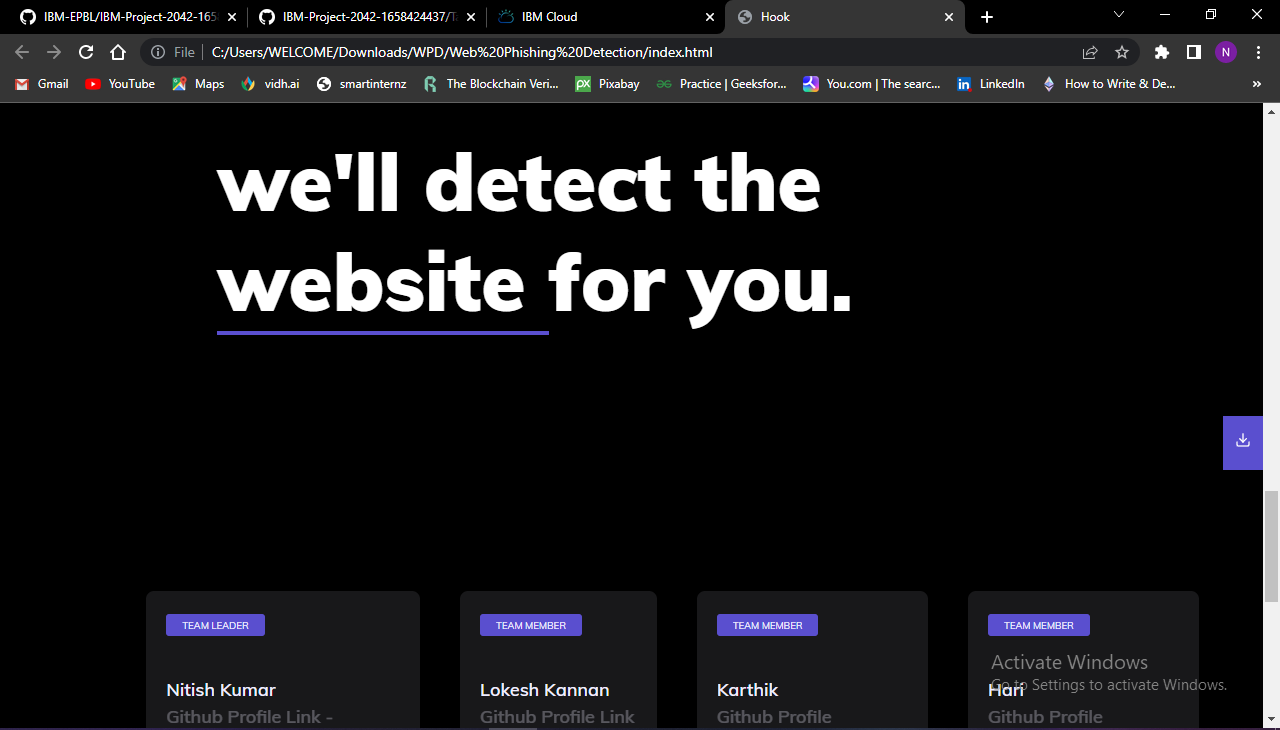 IBM-EPBL/IBM-Project-2042-1658
IBM-Project-2042-1658424437/Ta
IBM Cloud
Hook
File
C:/Users/WELCOME/Downloads/WPD/Web%20Phishing%20Detection/index.html
N
Gmail
YouTube
Maps
vidh.ai
smartinternz
The Blockchain Veri...
Pixabay
Practice | Geeksfor...
You.com | The searc...
LinkedIn
How to Write & De...
»
we'll detect the
website for you.
TEAM LEADER
TEAM MEMBER
TEAM MEMBER
TEAM MEMBER
Nitish Kumar
Lokesh Kannan
Karthik
Hari
Github Profile Link -
Github Profile Link
Github Profile
Github Profile
Activate Windows
Go to Settings to activate Windows.